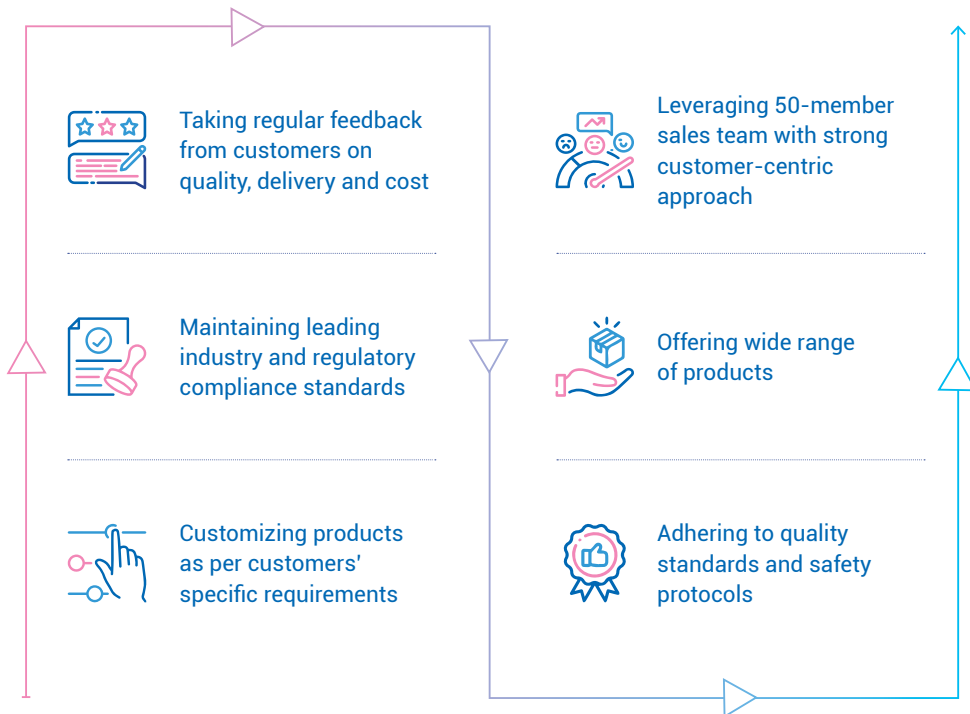 Taking regular feedback
from customers on
quality, delivery and cost
Maintaining leading
industry and regulatory
compliance standards
Customizing products
as per customers'
specific requirements
Leveraging 50-member
sales team with strong
customer-centric
approach
Offering wide range
of products
Adhering to quality
standards and safety
protocols